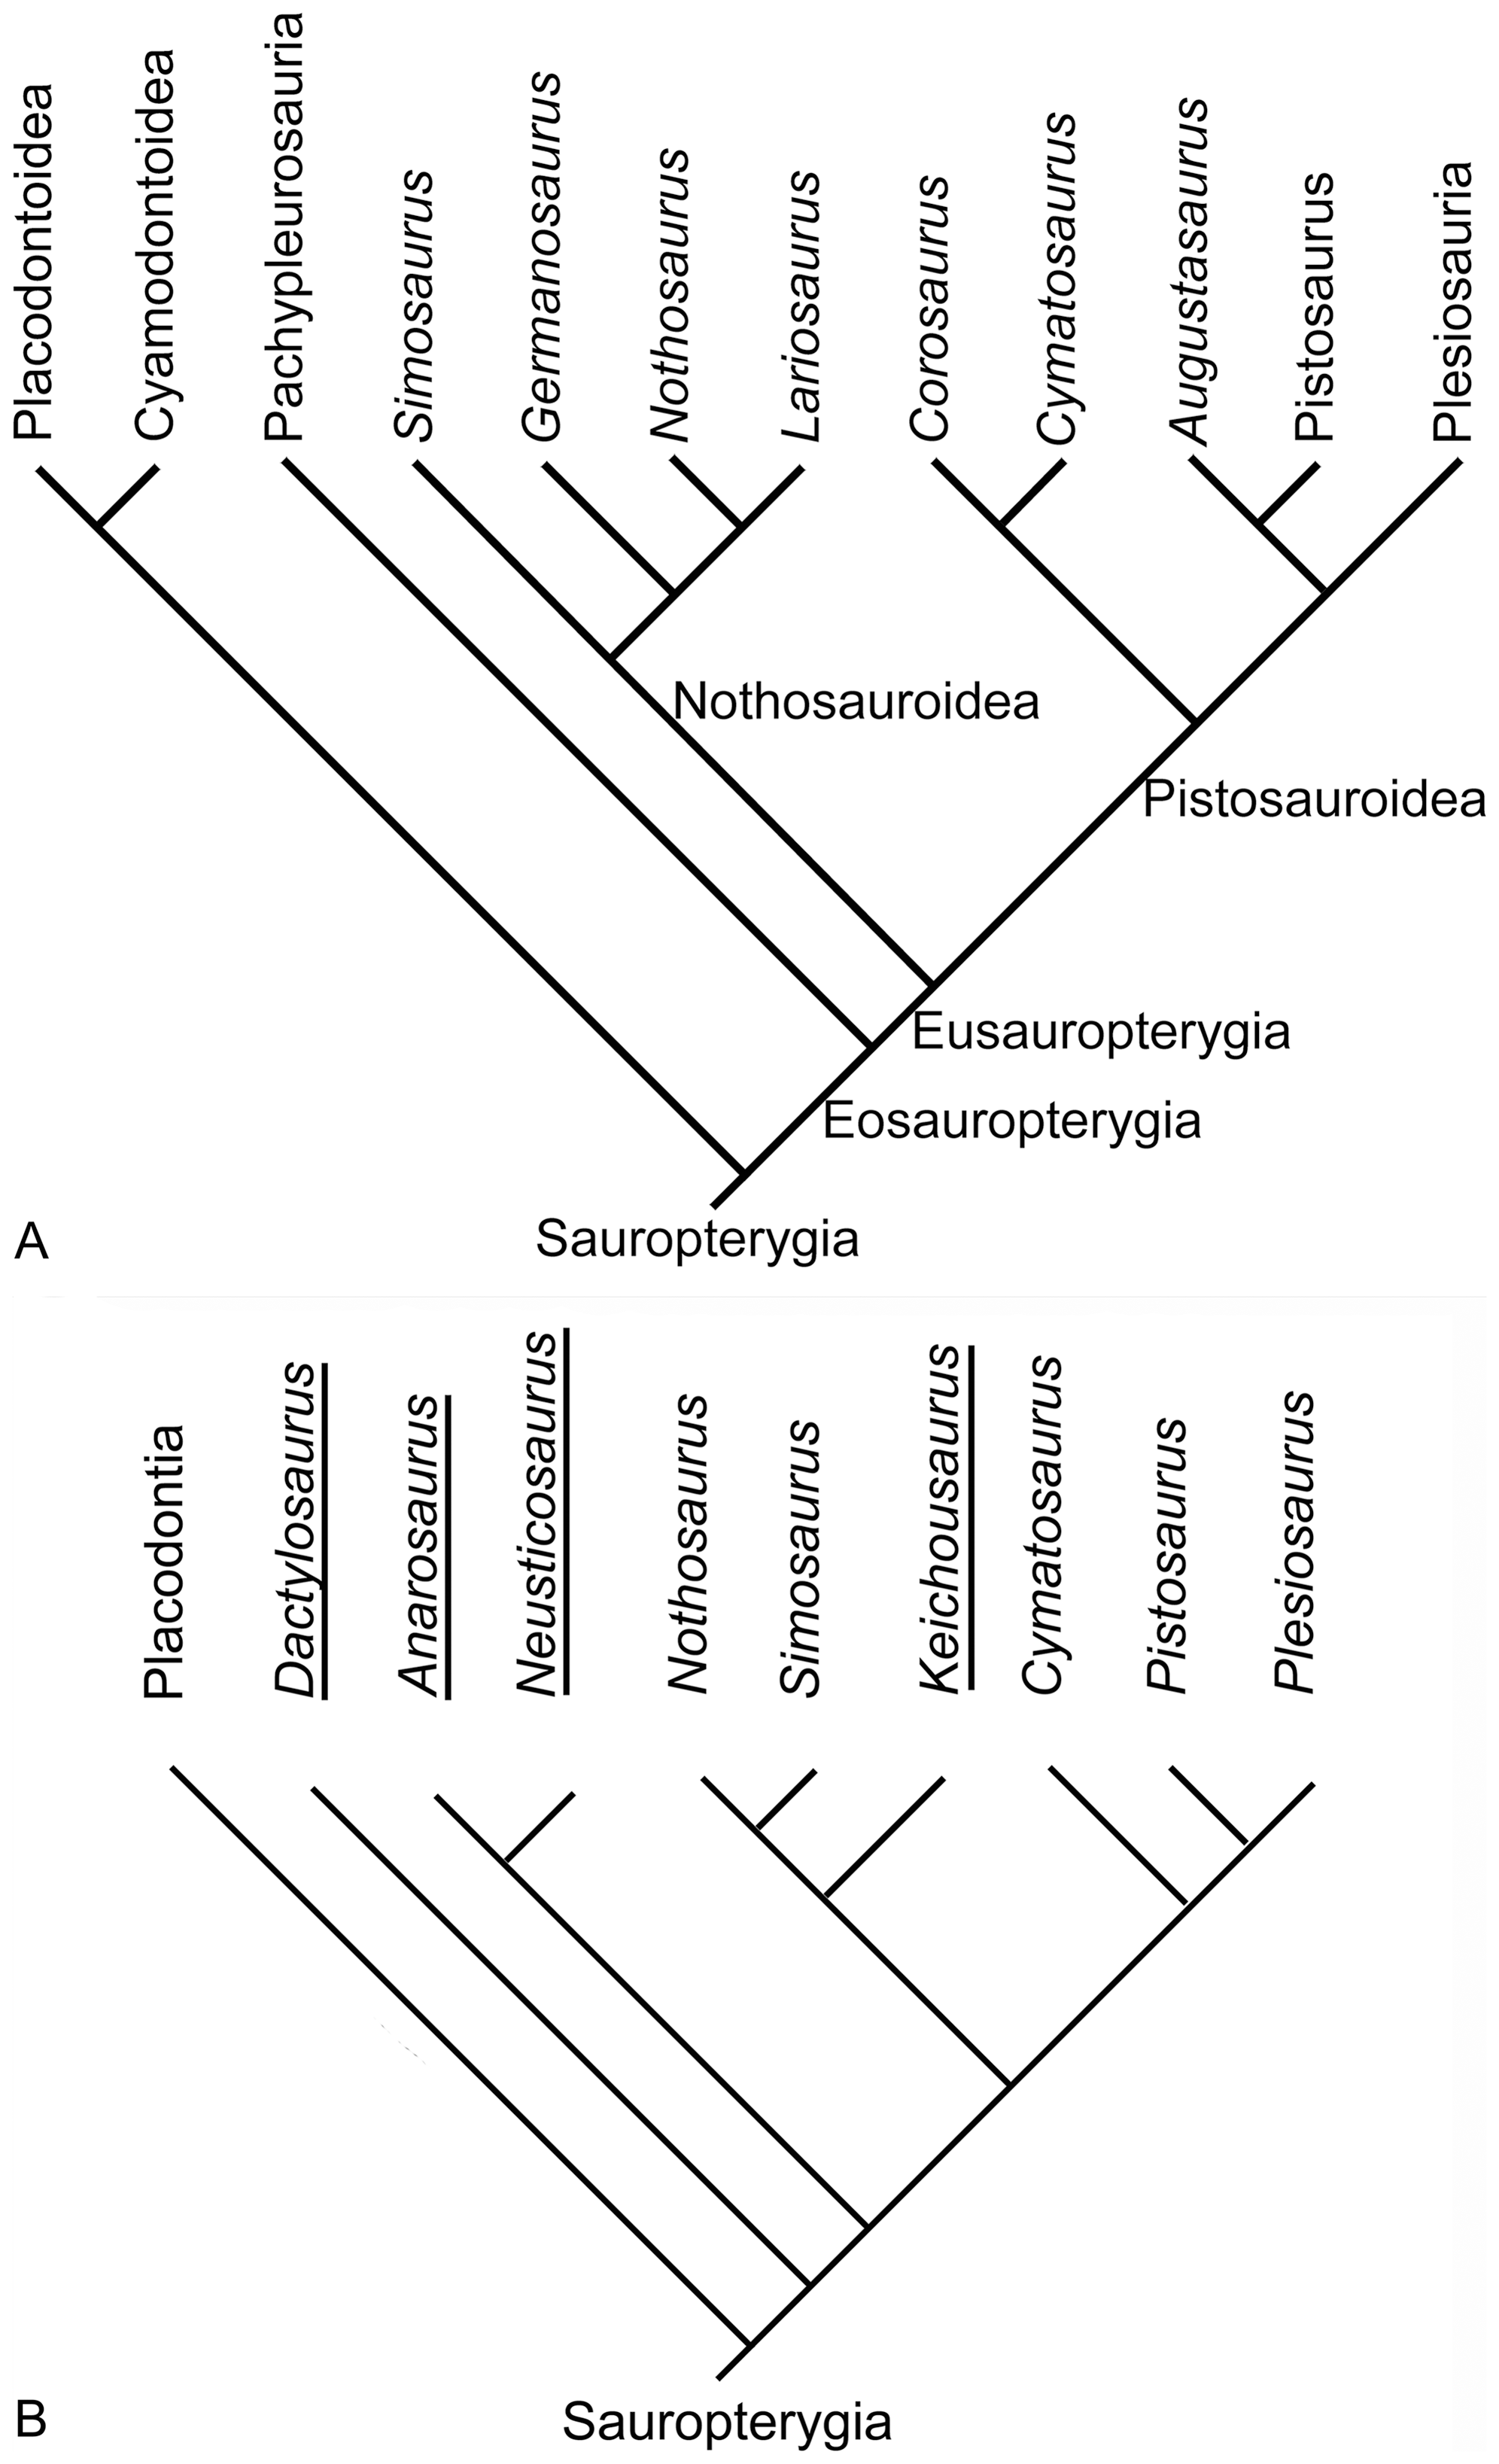 Placodontoidea
Cyamodontoidea
Pachypleurosauria
Simosaurus
Germanosaurus
Nothosaurus
Lariosaurus
Corosaurus
Cymatosaurus
Augustasaurus
Pistosaurus
Plesiosauria
Nothosauroidea
Pistosauroidea
Eusauropterygia
Eosauropterygia
Sauropterygia
A
Placodontia
Dactylosaurus
Anarosaurus
Neusticosaurus
Nothosaurus
Simosaurus
Keichousaurus
Cymatosaurus
Pistosaurus
Plesiosaurus
Sauropterygia
B